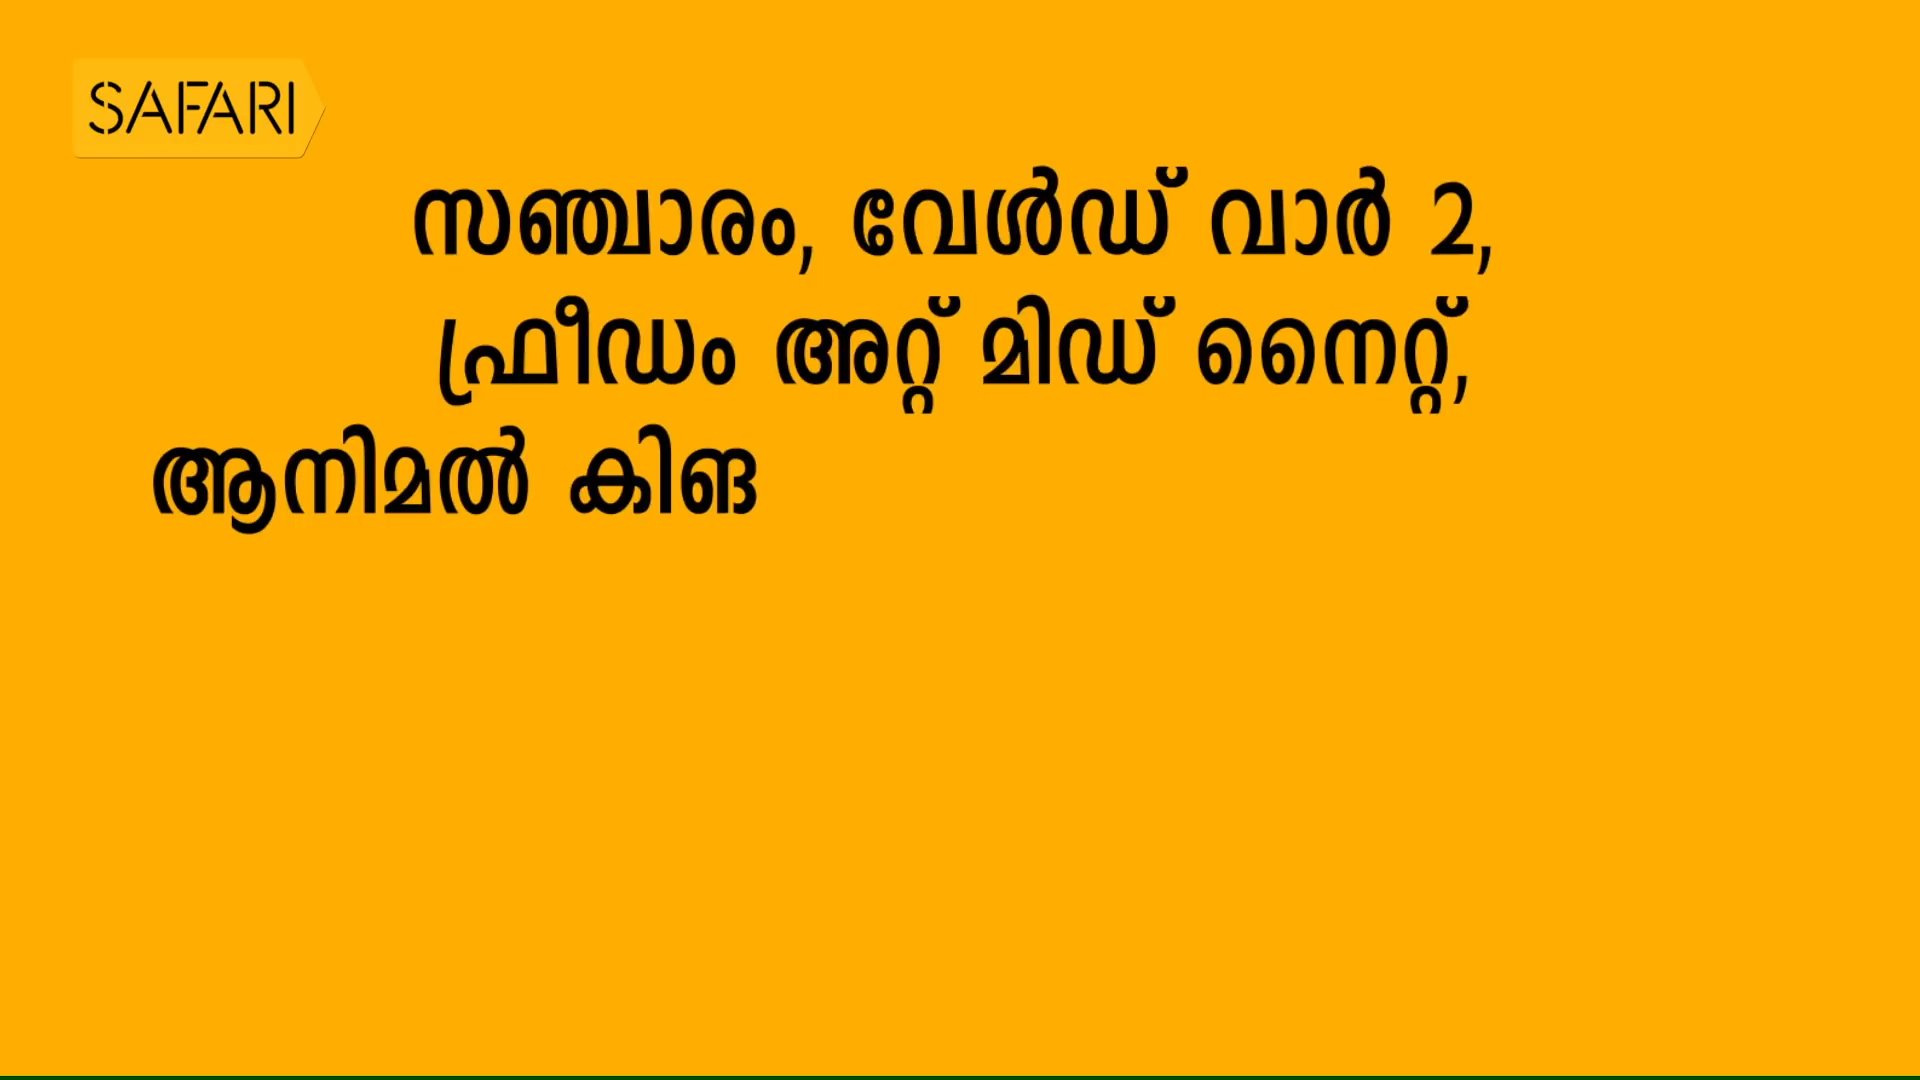 SAFARI
സഞ്ചാരം, വേൾഡ് വാർ 2,
ഫ്രീഡം അറ്റ് മിഡ് നൈറ്റ്,
ആനിമൽ കിങ